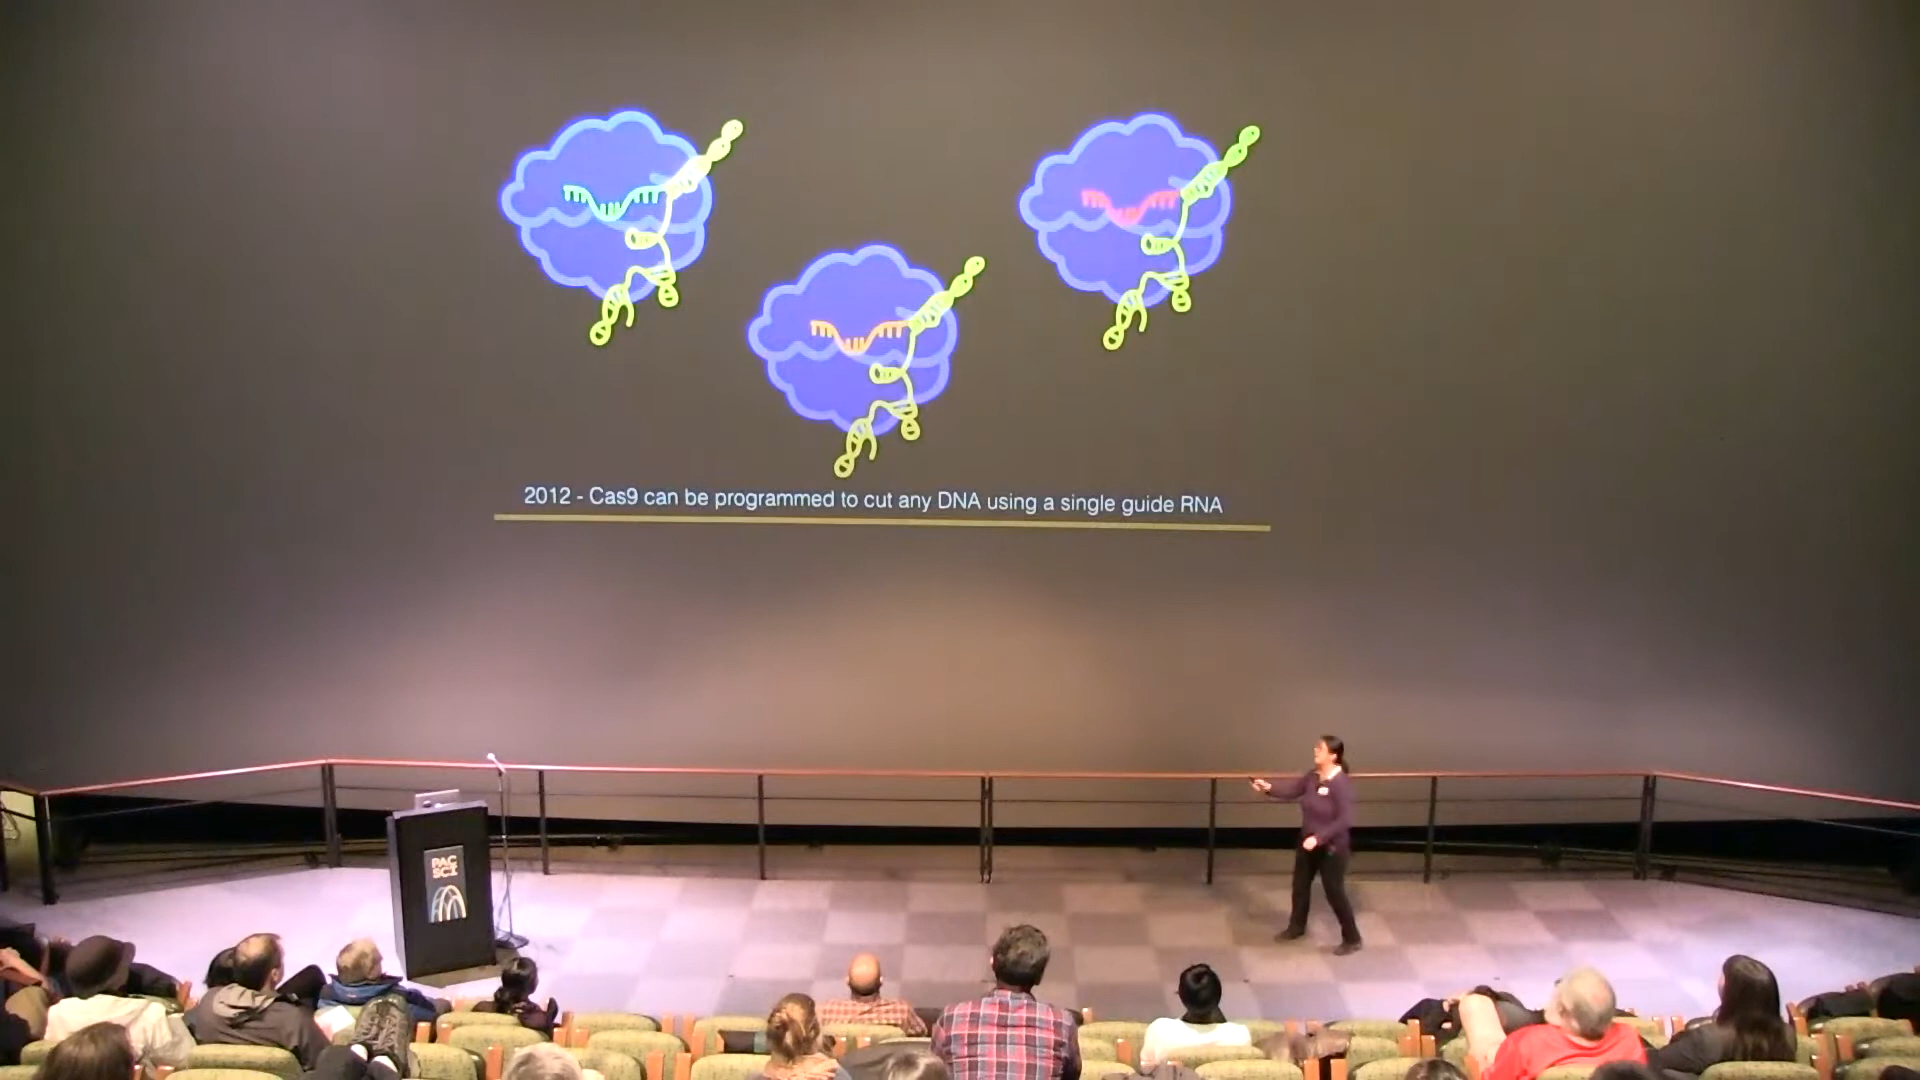 2012 - Cas9 can be programmed to cut any DNA using a single guide RNA
PAC
SCI